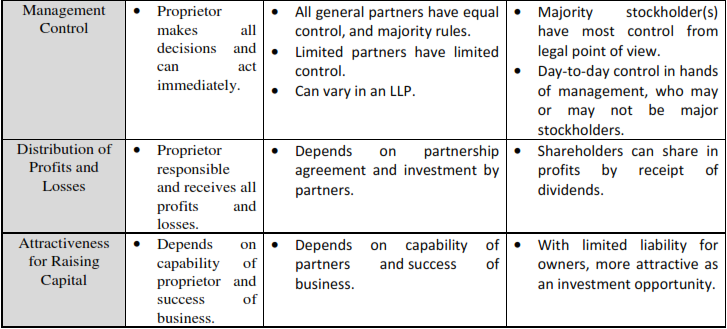 Management
Control
• Proprietor
makes all
decisions and
can act
immediately.
• All general partners have equal
control, and majority rules.
• Limited partners have limited
control.
• Can vary in an LLP.
• Majority stockholder(s)
have most control from
legal point of view.
• Day-to-day control in hands
of management, who may
or may not be major
stockholders.
Distribution of
Profits and
Losses
• Proprietor
responsible
and receives all
profits and
losses.
• Depends on partnership
agreement and investment by
partners.
• Shareholders can share in
profits by receipt of
dividends.
Attractiveness
for Raising
Capital
• Depends on
capability of
proprietor and
success of
business.
• Depends on capability of
partners and success of
business.
• With limited liability for
owners, more attractive as
an investment opportunity.